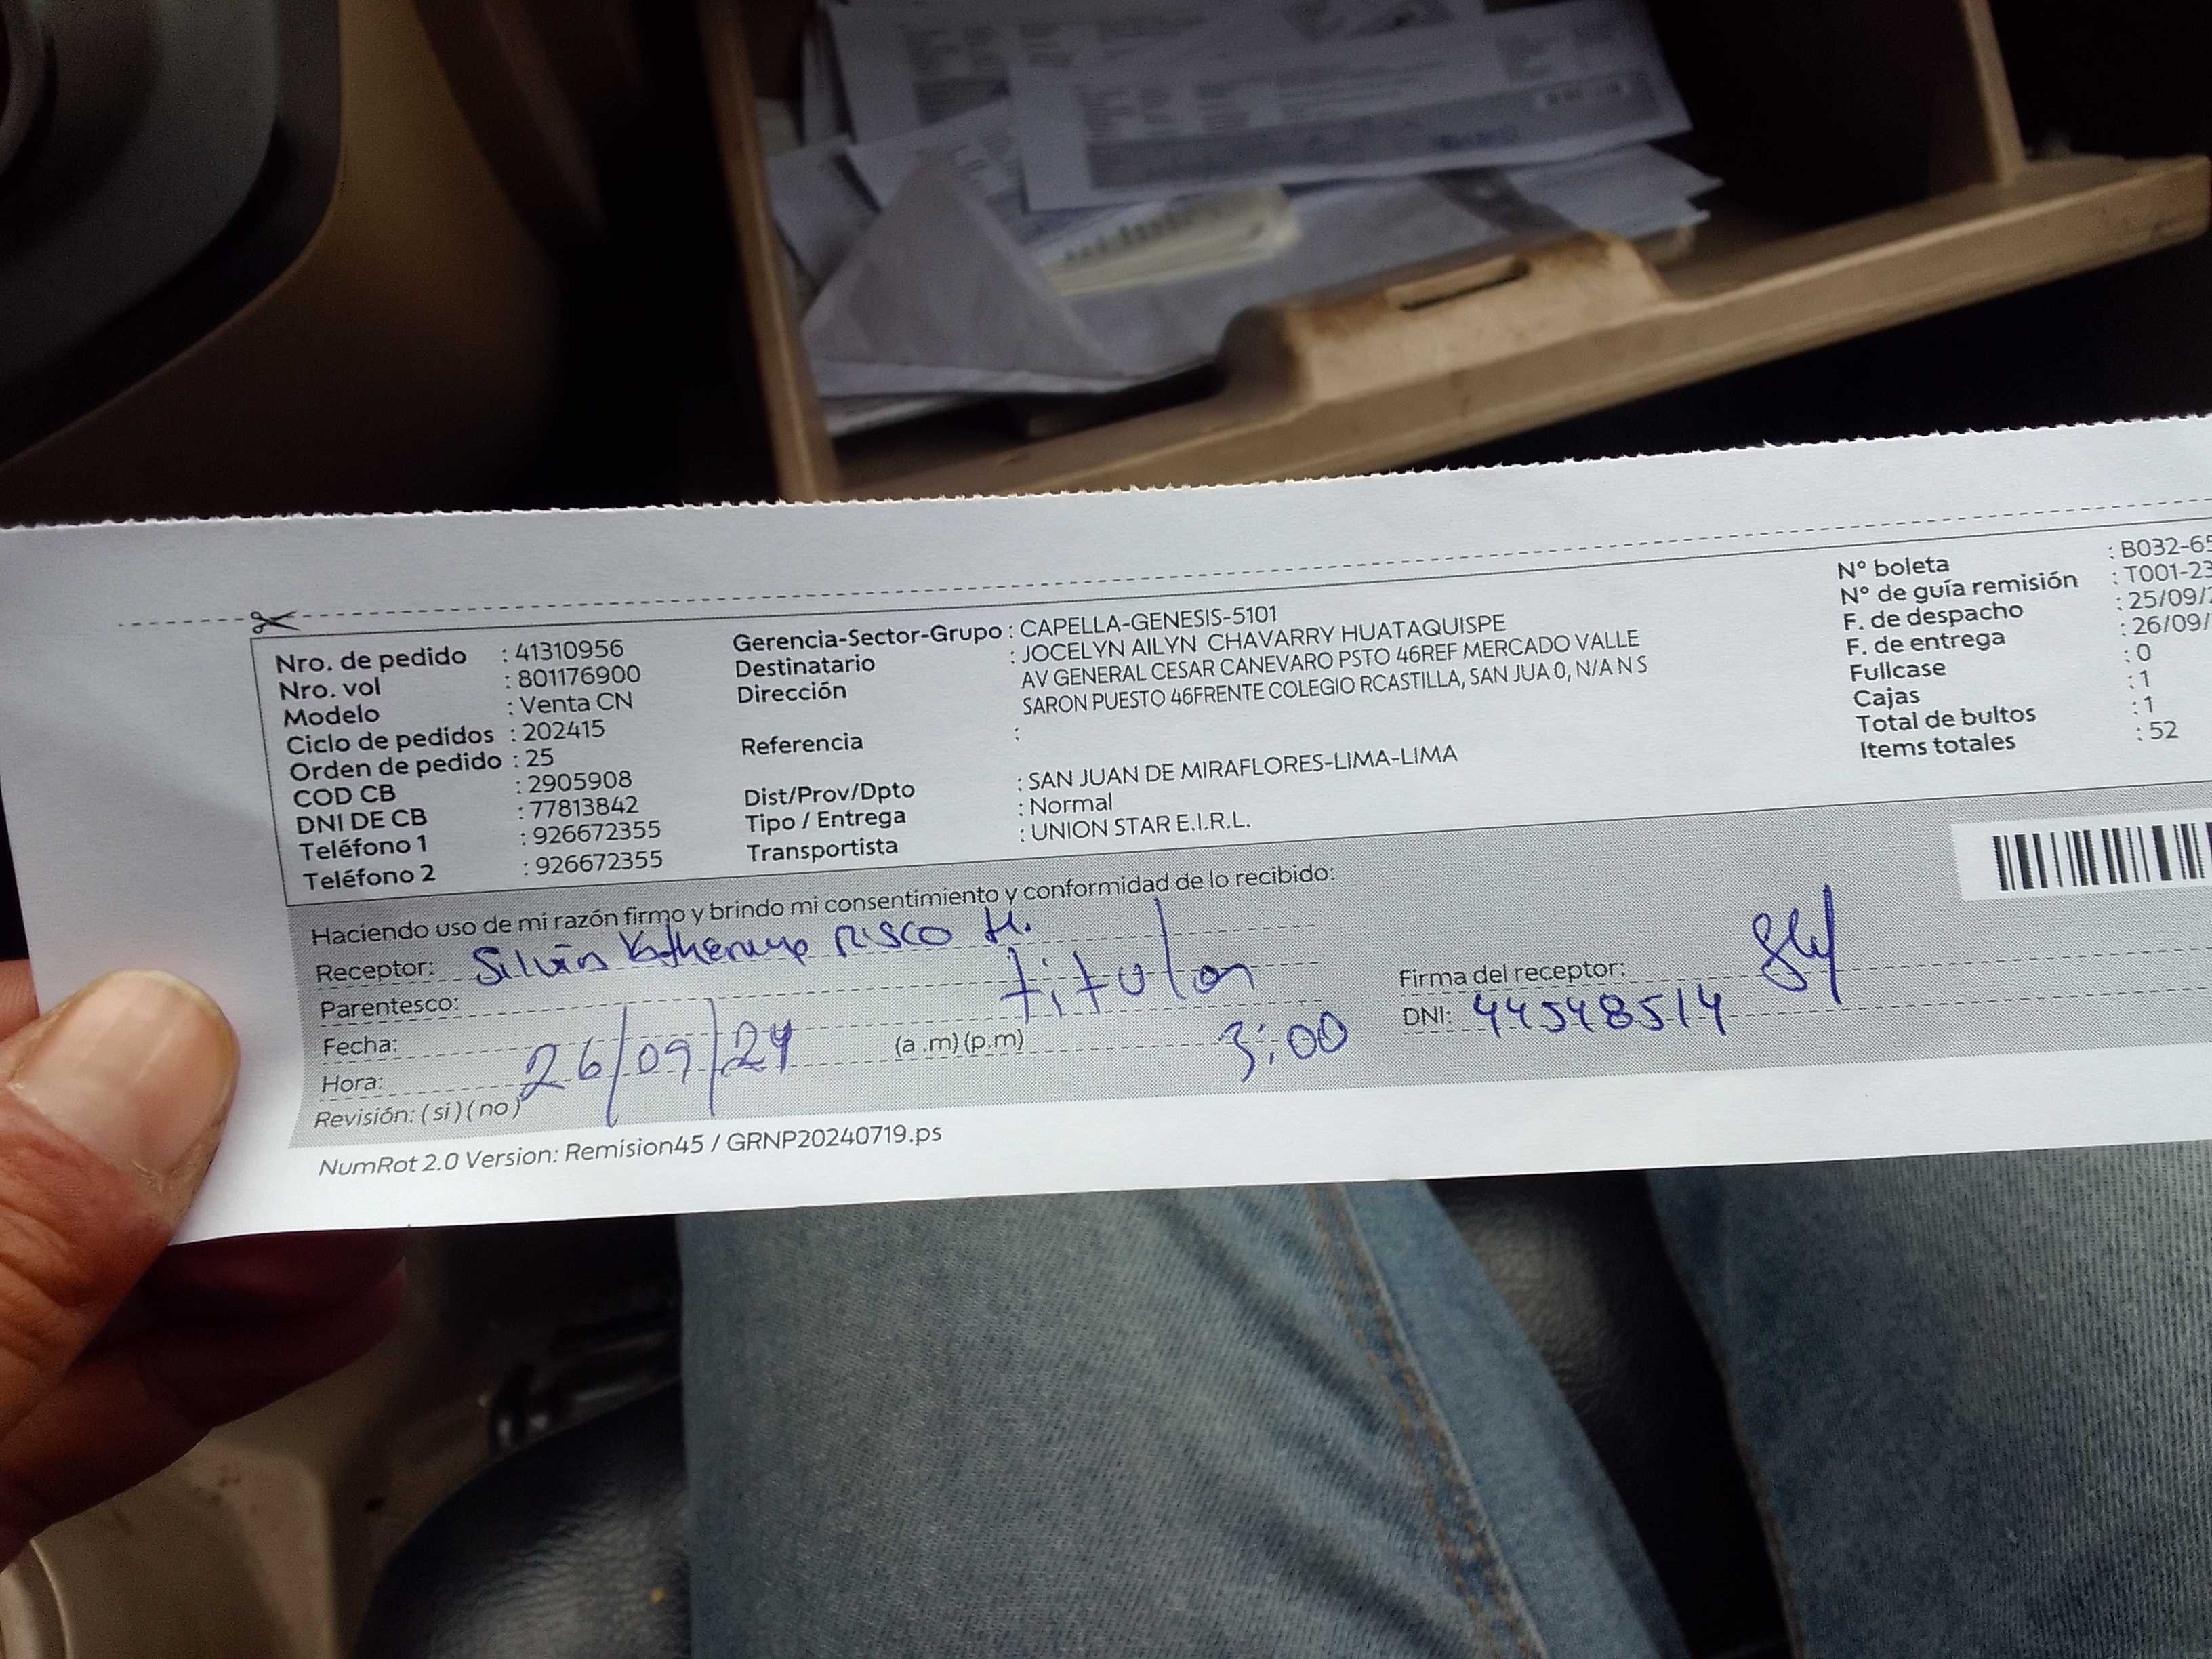 Nro. de pedido : 41310956
Nro. vol : 801176900
Modelo : Venta CN
Ciclo de pedidos : 202415
Orden de pedido : 25
COD CB : 2905908
DNI DE CB : 77813842
Teléfono 1 : 926672355
Teléfono 2 : 926672355
Gerencia-Sector-Grupo : CAPELLA-GENESIS-5101
Destinatario : JOCELYN AILYN CHAVARRY HUATAQUISPE
Dirección AV GENERAL CESAR CANEVARO PSTO 46REF MERCADO VALLE
SARON PUESTO 46FRENTE COLEGIO RCASTILLA, SAN JUA 0, N/A N S
Referencia :
Dist/Prov/Dpto : SAN JUAN DE MIRAFLORES-LIMA-LIMA
Tipo / Entrega : Normal
Transportista : UNION STAR E.I.R.L.
N° boleta : B032-65
N° de guía remisión : T001-23
F. de despacho : 25/09/
F. de entrega : 26/09/
Fullcase : 0
Cajas : 1
Total de bultos : 1
Items totales : 52
Haciendo uso de mi razón firmo y brindo mi consentimiento y conformidad de lo recibido:
Receptor: Risco H.
Parentesco: titular
Fecha: 26/09/24
Hora: (a .m) (p.m) 3:00
Revisión: ( si ) ( no )
Firma del receptor:
DNI: 44548514
NumRot 2.0 Version: Remision45 / GRNP20240719.ps